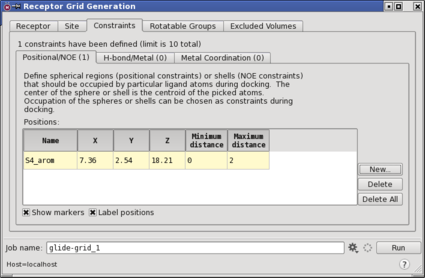 Receptor Grid Generation
Receptor Site Constraints Rotatable Groups Excluded Volumes
1 constraints have been defined (limit is 10 total)
Positional/NOE (1) H-bond/Metal (0) Metal Coordination (0)
Define spherical regions (positional constraints) or shells (NOE constraints)
that should be occupied by particular ligand atoms during docking. The
center of the sphere or shell is the centroid of the picked atoms.
Occupation of the spheres or shells can be chosen as constraints during
docking.
Positions:
Name X Y Z Minimum distance Maximum distance
S4_arom 7.36 2.54 18.21 0 2
New...
Delete
Delete All
Show markers Label positions
Job name: glide-grid_1 Run
Host=localhost ?